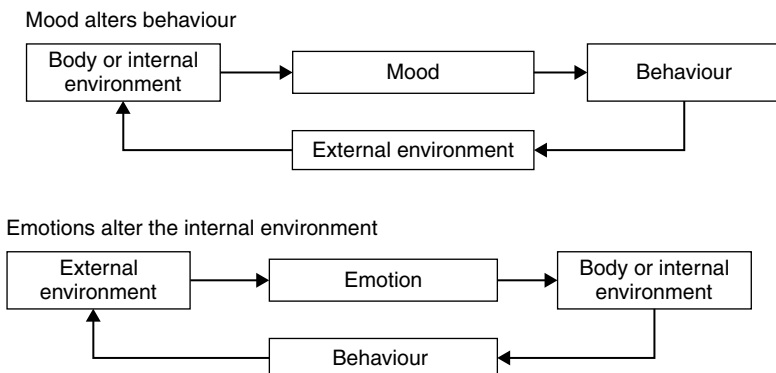 Mood alters behaviour
Body or internal
environment
Mood
Behaviour
External environment
Emotions alter the internal environment
External
environment
Emotion
Body or internal
environment
Behaviour